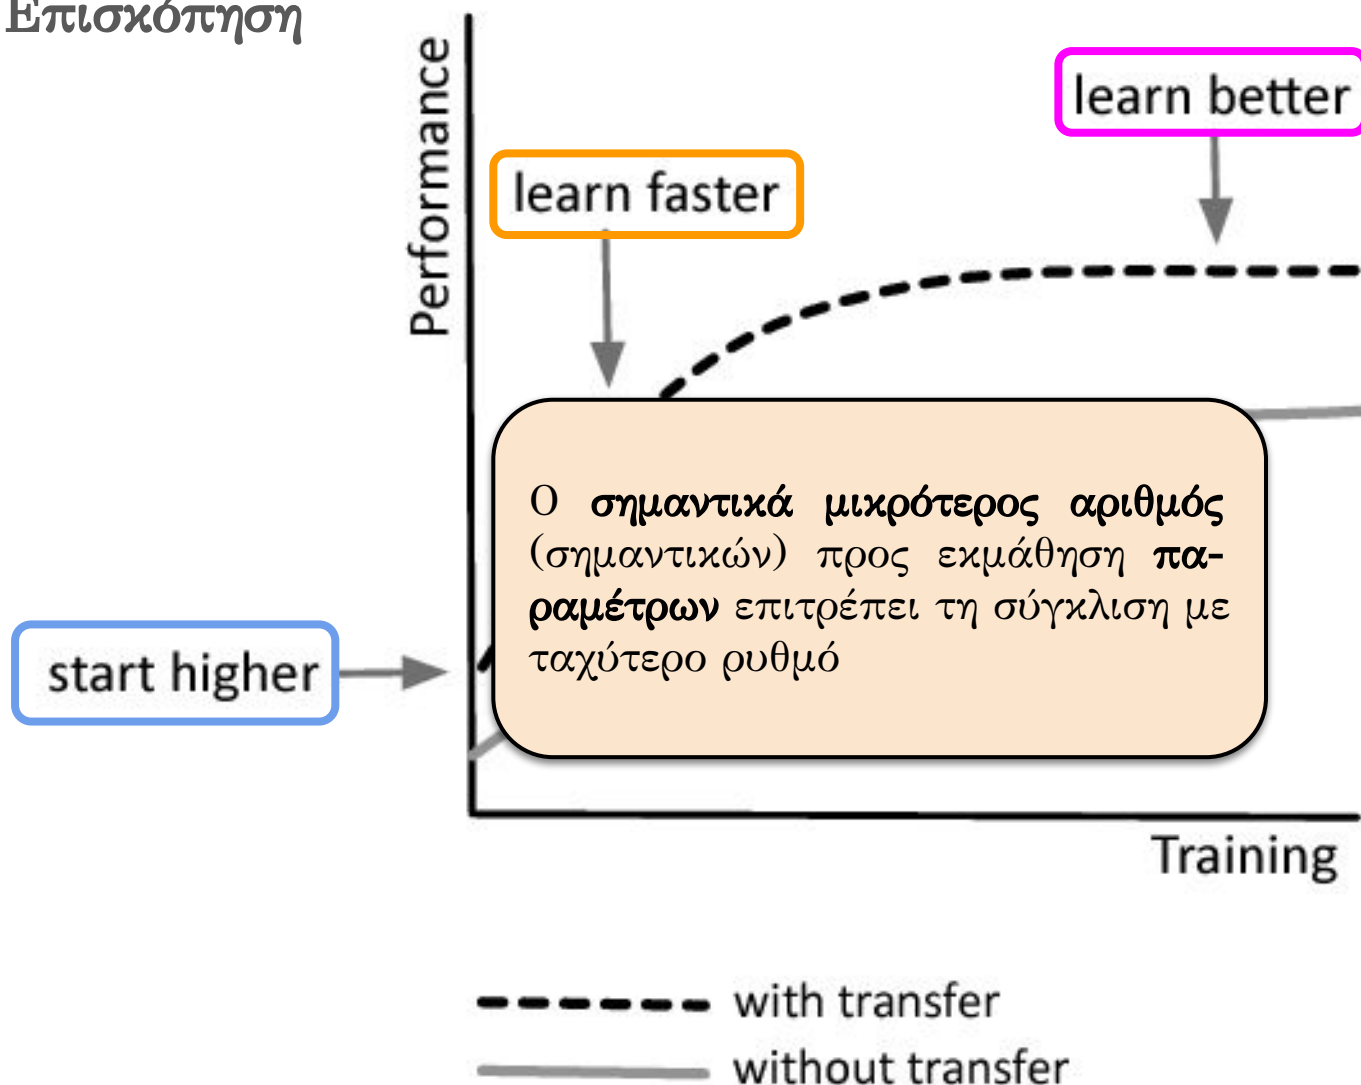 Επισκόπηση
Performance
learn better
learn faster
Ο σημαντικά μικρότερος αριθμός
(σημαντικών) προς εκμάθηση πα-
ραμέτρων επιτρέπει τη σύγκλιση με
ταχύτερο ρυθμό
start higher
Training
with transfer
without transfer